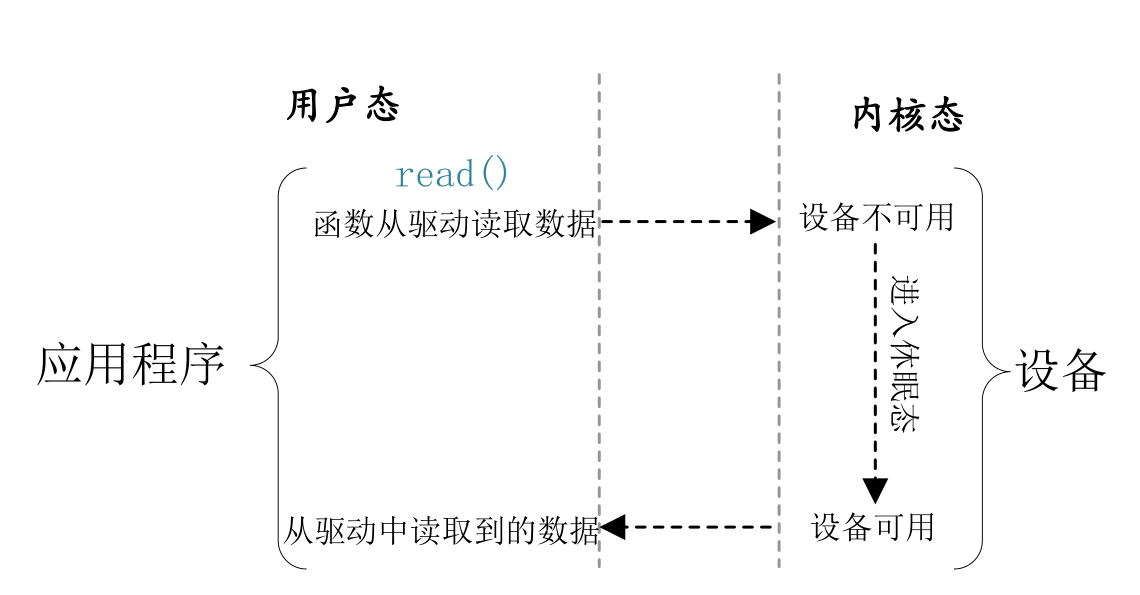 用户态
内核态
read()
函数从驱动读取数据
设备不可用
进入休眠态
应用程序
设备
从驱动中读取到的数据
设备可用